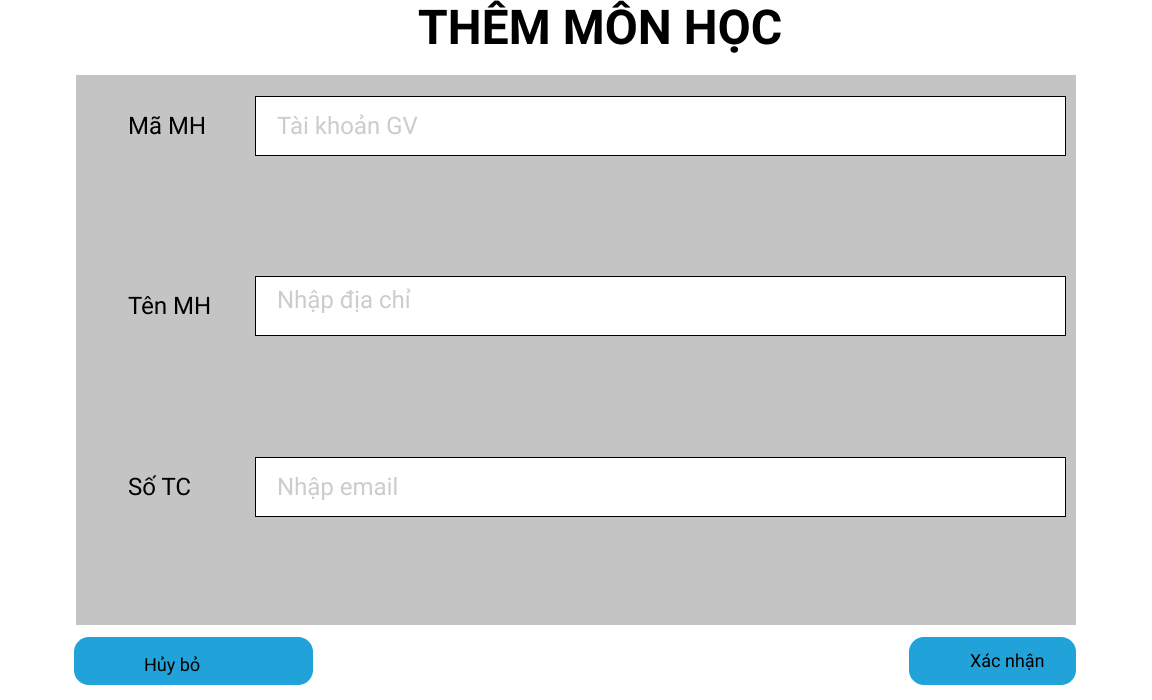 THÊM MÔN HỌC
Mã MH
Tài khoản GV
Tên MH
Nhập địa chỉ
Số TC
Nhập email
Hủy bỏ
Xác nhận